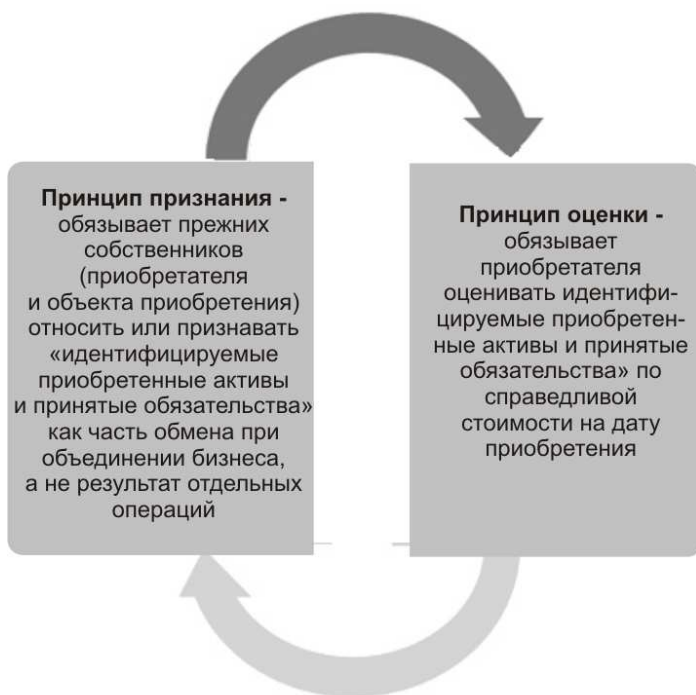 Принцип признания -
обязывает прежних
собственников
(приобретателя
и объекта приобретения)
относить или признавать
«идентифицируемые
приобретенные активы
и принятые обязательства»
как часть обмена при
объединении бизнеса,
а не результат отдельных
операций
Принцип оценки -
обязывает
приобретателя
оценивать идентифи-
цируемые приобретен-
ные активы и принятые
обязательства» по
справедливой
стоимости на дату
приобретения